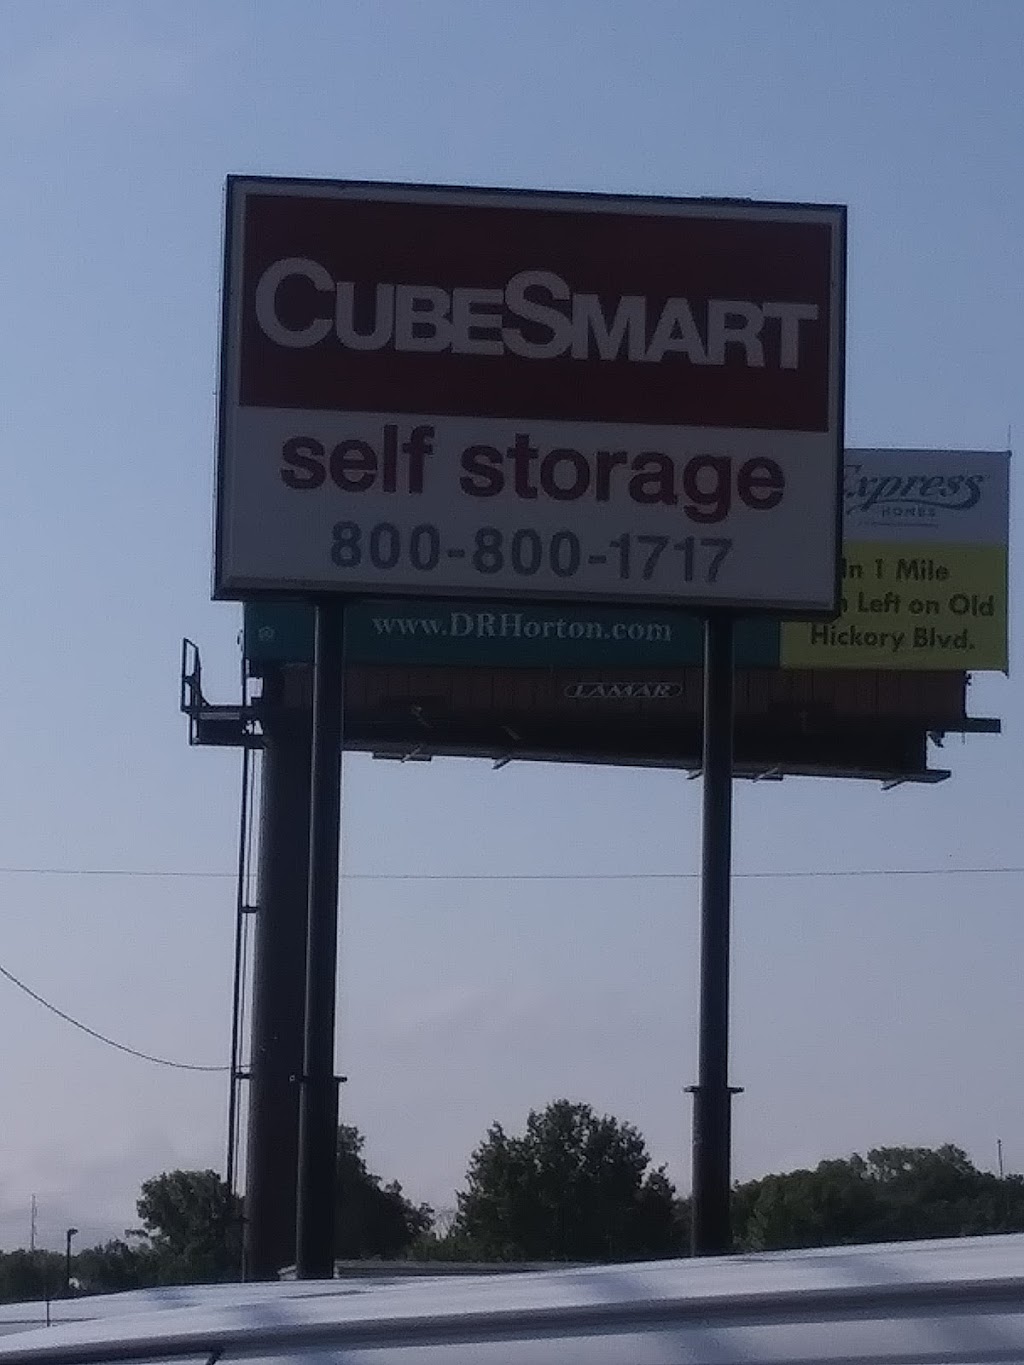 CUBESMART
self storage
800-800-1717
Express
HOMES
In 1 Mile
Left on Old
Hickory Blvd.
www.DRHorton.com
LAMAR